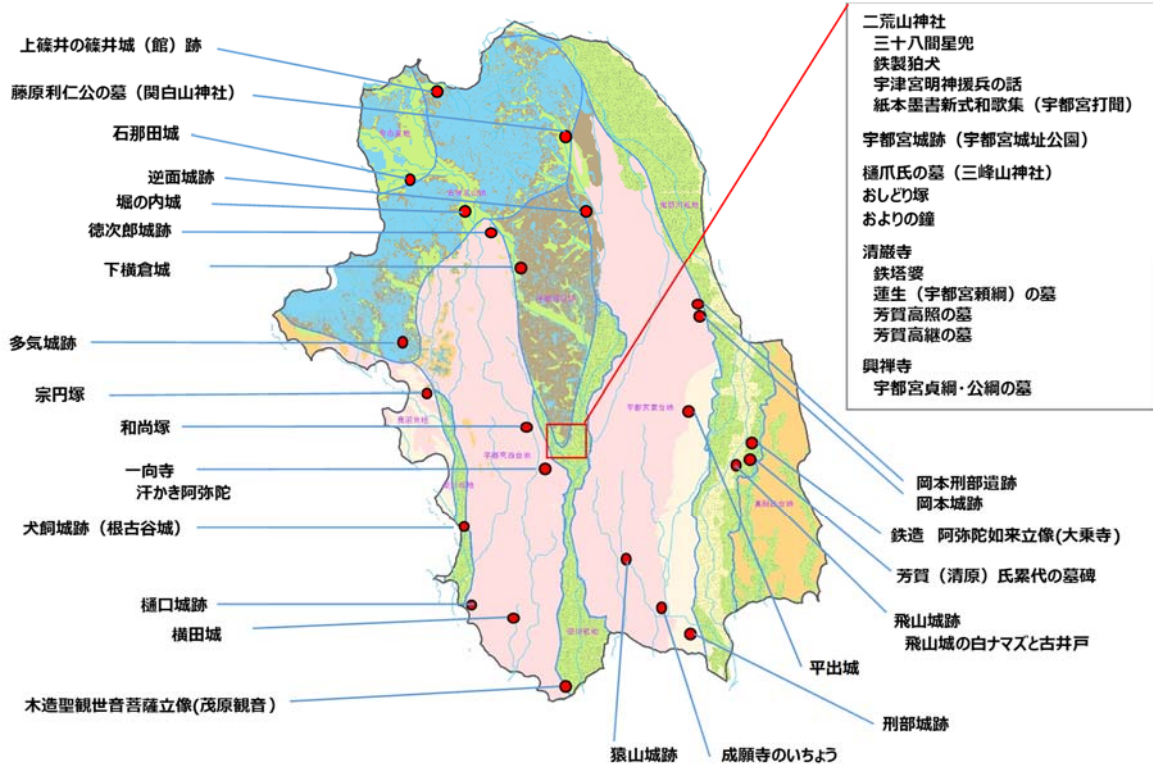 上篠井の篠井城（館）跡
藤原利仁公の墓（関白山神社）
石那田城
逆面城跡
堀の内城
徳次郎城跡
下横倉城
多気城跡
宗円塚
和尚塚
一向寺
汗かき阿弥陀
犬飼城跡（根古谷城）
樋口城跡
横田城
木造聖観世音菩薩立像(茂原観音）
二荒山神社
三十八間星兜
鉄製狛犬
宇津宮明神援兵の話
紙本墨書新式和歌集（宇都宮打聞）
宇都宮城跡（宇都宮城址公園）
樋爪氏の墓（三峰山神社）
おしどり塚
およりの鐘
清巌寺
鉄塔婆
蓮生（宇都宮頼綱）の墓
芳賀高照の墓
芳賀高継の墓
興禅寺
宇都宮貞綱・公綱の墓
岡本刑部遺跡
岡本城跡
鉄造　阿弥陀如来立像(大乗寺）
芳賀（清原）氏累代の墓碑
飛山城跡
飛山城の白ナマズと古井戸
平出城
刑部城跡
成願寺のいちょう
猿山城跡